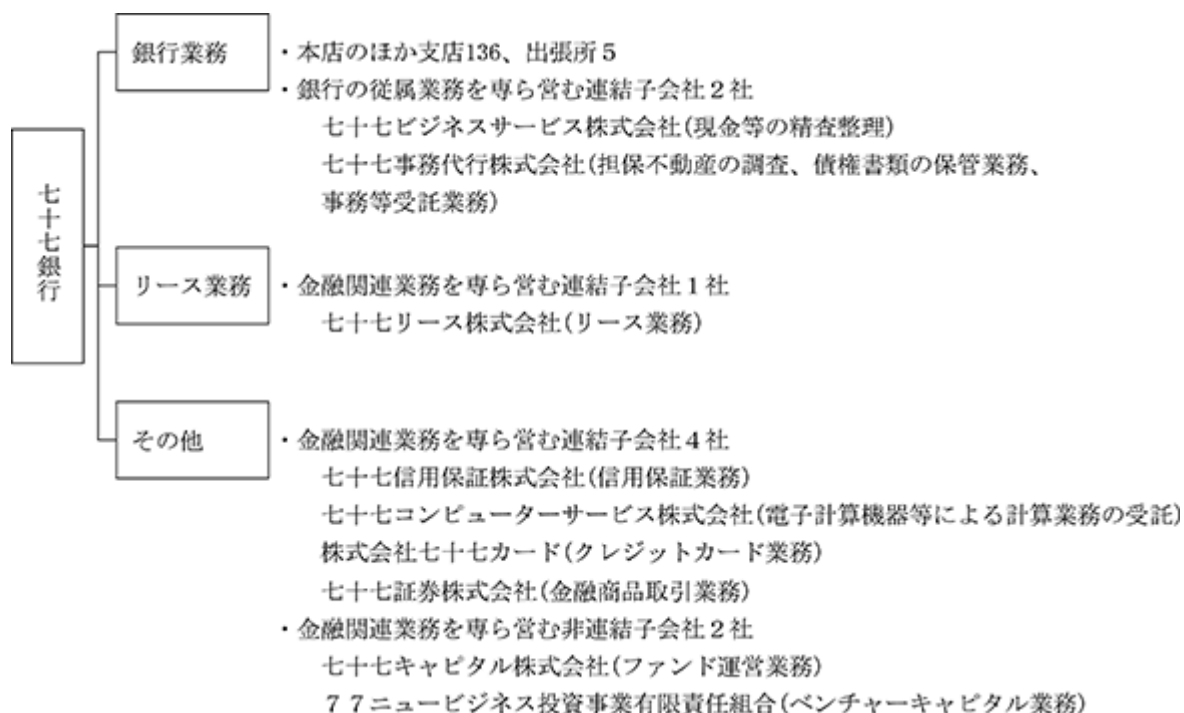 七十七銀行
銀行業務
・本店のほか支店136、出張所5
・銀行の従属業務を専ら営む連結子会社2社
七十七ビジネスサービス株式会社(現金等の精査整理)
七十七事務代行株式会社(担保不動産の調査、債権書類の保管業務、
事務等受託業務)
リース業務
・金融関連業務を専ら営む連結子会社1社
七十七リース株式会社(リース業務)
その他
・金融関連業務を専ら営む連結子会社4社
七十七信用保証株式会社(信用保証業務)
七十七コンピューターサービス株式会社(電子計算機器等による計算業務の受託)
株式会社七十七カード(クレジットカード業務)
七十七証券株式会社(金融商品取引業務)
・金融関連業務を専ら営む非連結子会社2社
七十七キャピタル株式会社(ファンド運営業務)
77ニュービジネス投資事業有限責任組合(ベンチャーキャピタル業務)